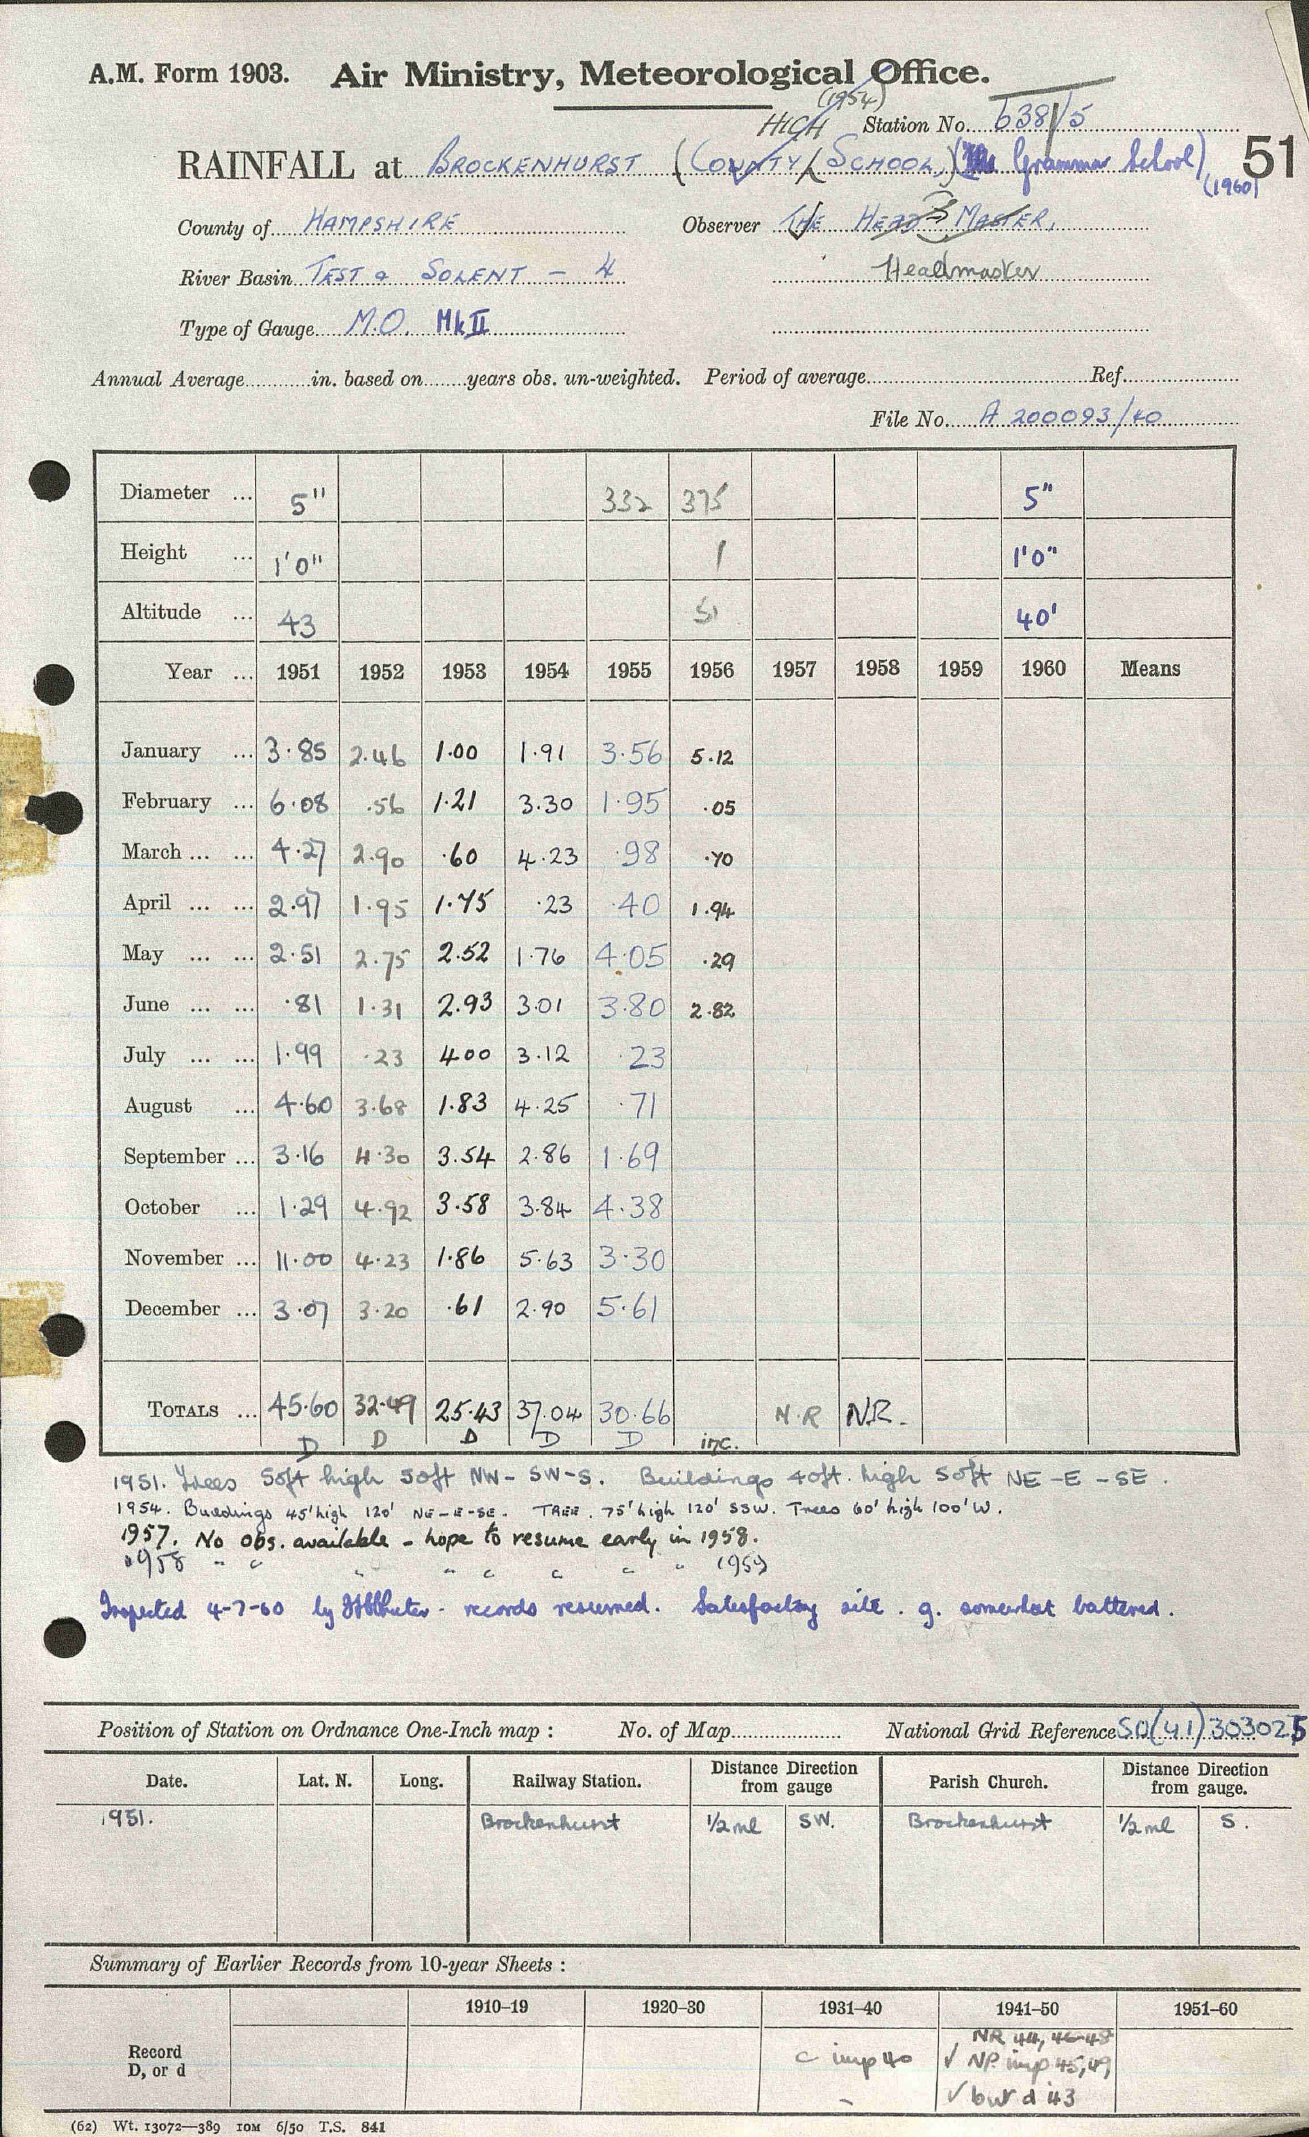 A.M. Form 1903. Air Ministry, Meteorological Office.
(1954)
HIGH Station No. 638/5
RAINFALL at BROCKENHURST (COUNTY SCHOOL) The Grammar School) 51
(1960)
County of HAMPSHIRE Observer THE HEAD MASTER,
River Basin TEST & SOLENT - 4 Headmaster
Type of Gauge M.O. Mk II
Annual Average in. based on years obs. un-weighted. Period of average Ref.
File No. A 200093/40
Diameter ... 5" 332 375 5"
Height ... 1'0" 1 1'0"
Altitude ... 43 51 40'
Year ... 1951 1952 1953 1954 1955 1956 1957 1958 1959 1960 Means
January ... 3.85 2.46 1.00 1.91 3.56 5.12
February ... 6.08 .56 1.21 3.30 1.95 .05
March ... ... 4.27 2.90 .60 4.23 .98 .70
April ... ... 2.97 1.95 1.75 .23 .40 1.94
May ... ... 2.51 2.75 2.52 1.76 4.05 .29
June ... ... .81 1.31 2.93 3.01 3.80 2.82
July ... ... 1.99 .23 4.00 3.12 .23
August ... 4.60 3.68 1.83 4.25 .71
September ... 3.16 4.30 3.54 2.86 1.69
October ... 1.29 4.92 3.58 3.84 4.38
November ... 11.00 4.23 1.86 5.63 3.30
December ... 3.07 3.20 .61 2.90 5.61
TOTALS ... 45.60 32.49 25.43 37.04 30.66 N.R N.R.
D D D D D inc.
1951. Trees 50ft high 50ft NW-SW-S. Buildings 40ft. high 50ft NE-E-SE.
1954. Buildings 45' high 120' NE-E-SE. TREE. 75' high 120' SSW. Trees 60' high 100' W.
1957. No obs. available - hope to resume early in 1958.
1958 " " " " " " " " 1959
Inspected 4-7-60 by records resumed. Satisfactory site. g. somewhat battered.
Position of Station on Ordnance One-Inch map : No. of Map National Grid Reference SU(41)303025
Date. Lat. N. Long. Railway Station. Distance Direction from gauge Parish Church. Distance Direction from gauge.
1951. Brockenhurst 1/2 ml SW. Brockenhurst 1/2 ml S.
Summary of Earlier Records from 10-year Sheets :
1910-19 1920-30 1931-40 1941-50 1951-60
Record D, or d
NR 44, 46-48
c imp 40 ✓ NP imp 45,49
- ✓ but d 43
(62) Wt. 13072—389 10M 6/50 T.S. 841